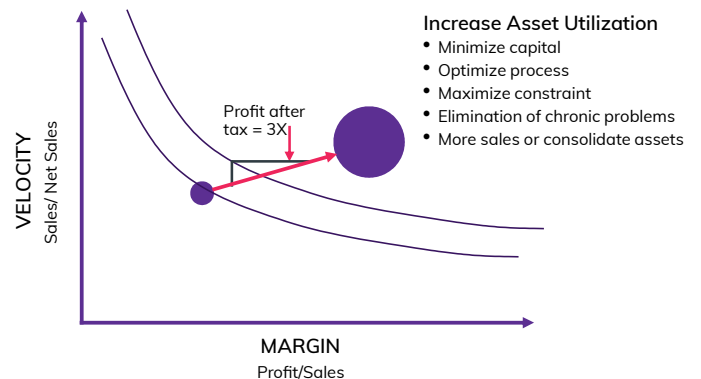 Increase Asset Utilization
• Minimize capital
• Optimize process
• Maximize constraint
• Elimination of chronic problems
• More sales or consolidate assets
Profit after
tax = 3X
VELOCITY
Sales/ Net Sales
MARGIN
Profit/Sales